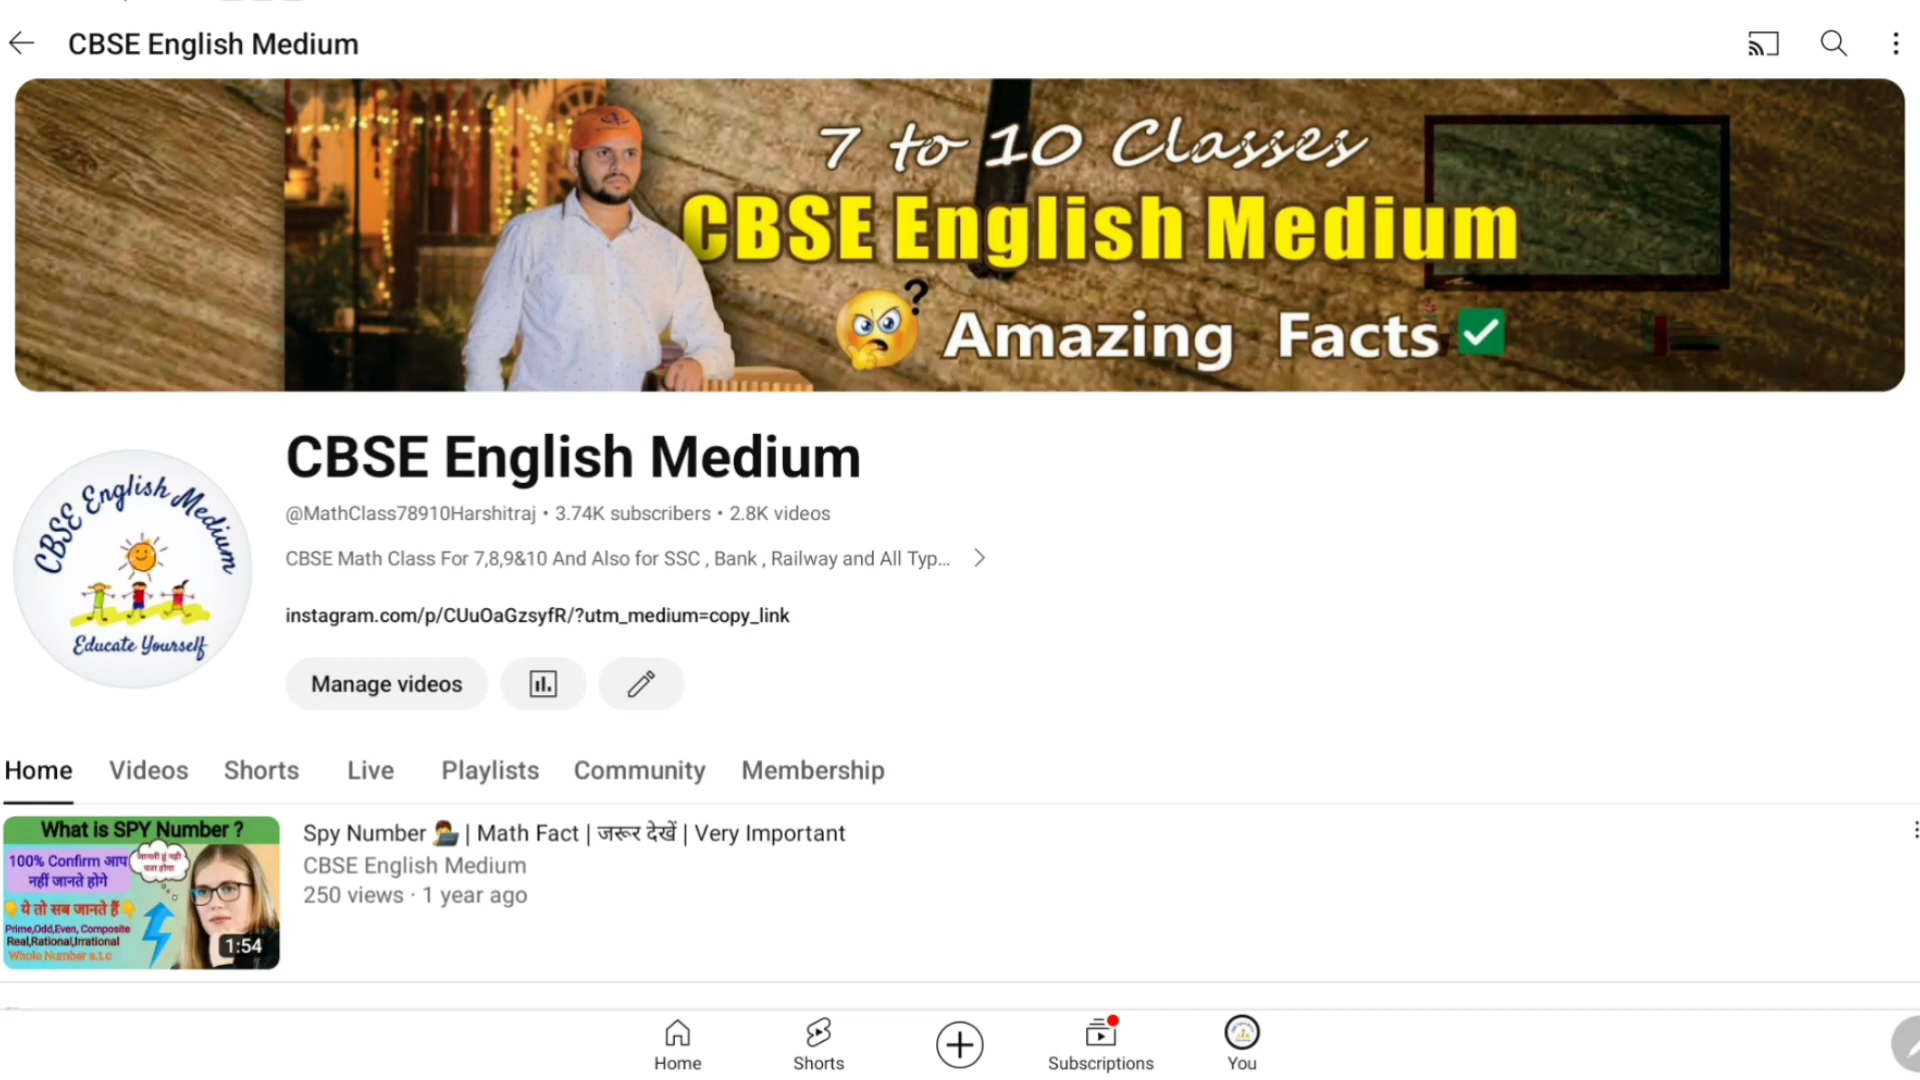 CBSE English Medium
7 to 10 Classes
CBSE English Medium
Amazing Facts
CBSE English Medium
Educate Yourself
CBSE English Medium
@MathClass78910Harshitraj • 3.74K subscribers • 2.8K videos
CBSE Math Class For 7,8,9&10 And Also for SSC , Bank , Railway and All Typ...
instagram.com/p/CUuOaGzsyfR/?utm_medium=copy_link
Manage videos
Home Videos Shorts Live Playlists Community Membership
What is SPY Number ?
100% Confirm आप
नहीं जानते होगे
ये तो सब जानते हैं
Prime,Odd,Even, Composite
Real,Rational,Irrational
Whole Number e.t.c
1:54
Spy Number | Math Fact | जरूर देखें | Very Important
CBSE English Medium
250 views · 1 year ago
Home Shorts Subscriptions You